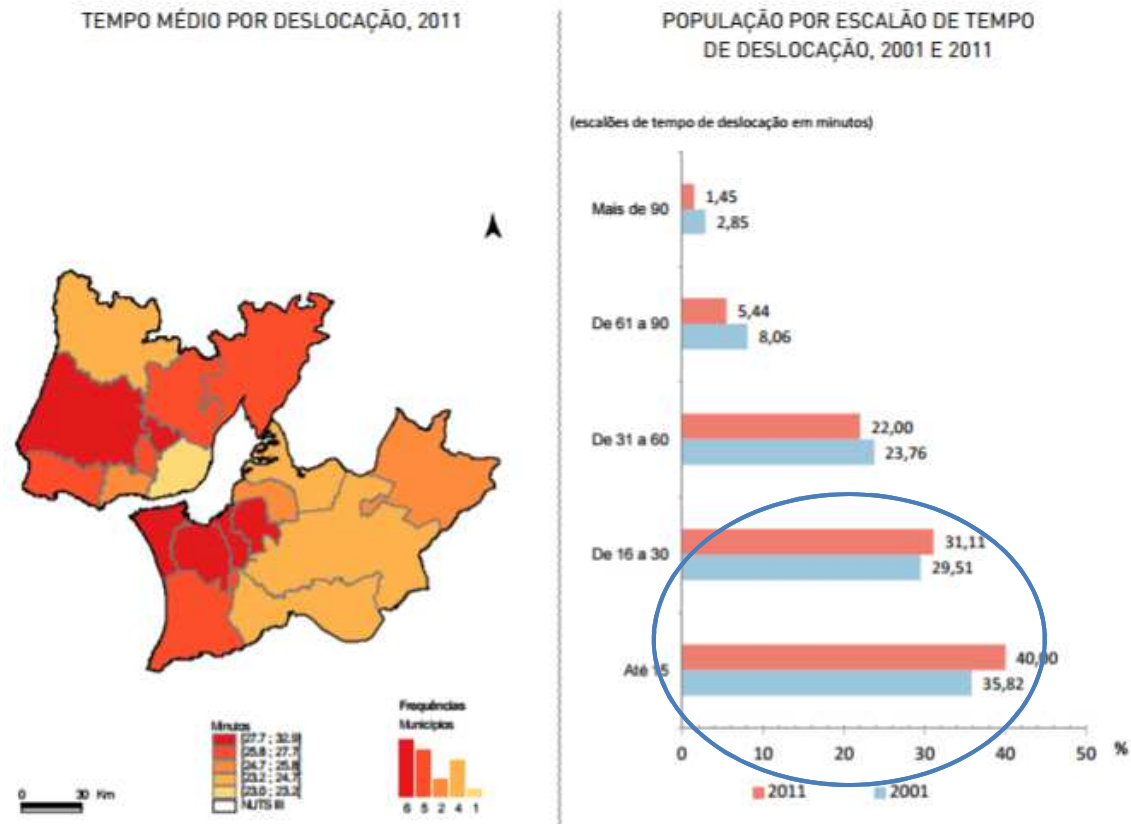 TEMPO MÉDIO POR DESLOCAÇÃO, 2011
Minutos
[27.7 ; 32.9]
[25.8 ; 27.7[
[24.7 ; 25.8[
[23.2 ; 24.7[
[23.0 ; 23.2[
NUTS III
Frequências
Municípios
6 5 2 4 1
0 30 Km
POPULAÇÃO POR ESCALÃO DE TEMPO
DE DESLOCAÇÃO, 2001 E 2011
(escalões de tempo de deslocação em minutos)
Mais de 90
1,45
2,85
De 61 a 90
5,44
8,06
De 31 a 60
22,00
23,76
De 16 a 30
31,11
29,51
Até 15
40,00
35,82
0 10 20 30 40 50 %
2011 2001